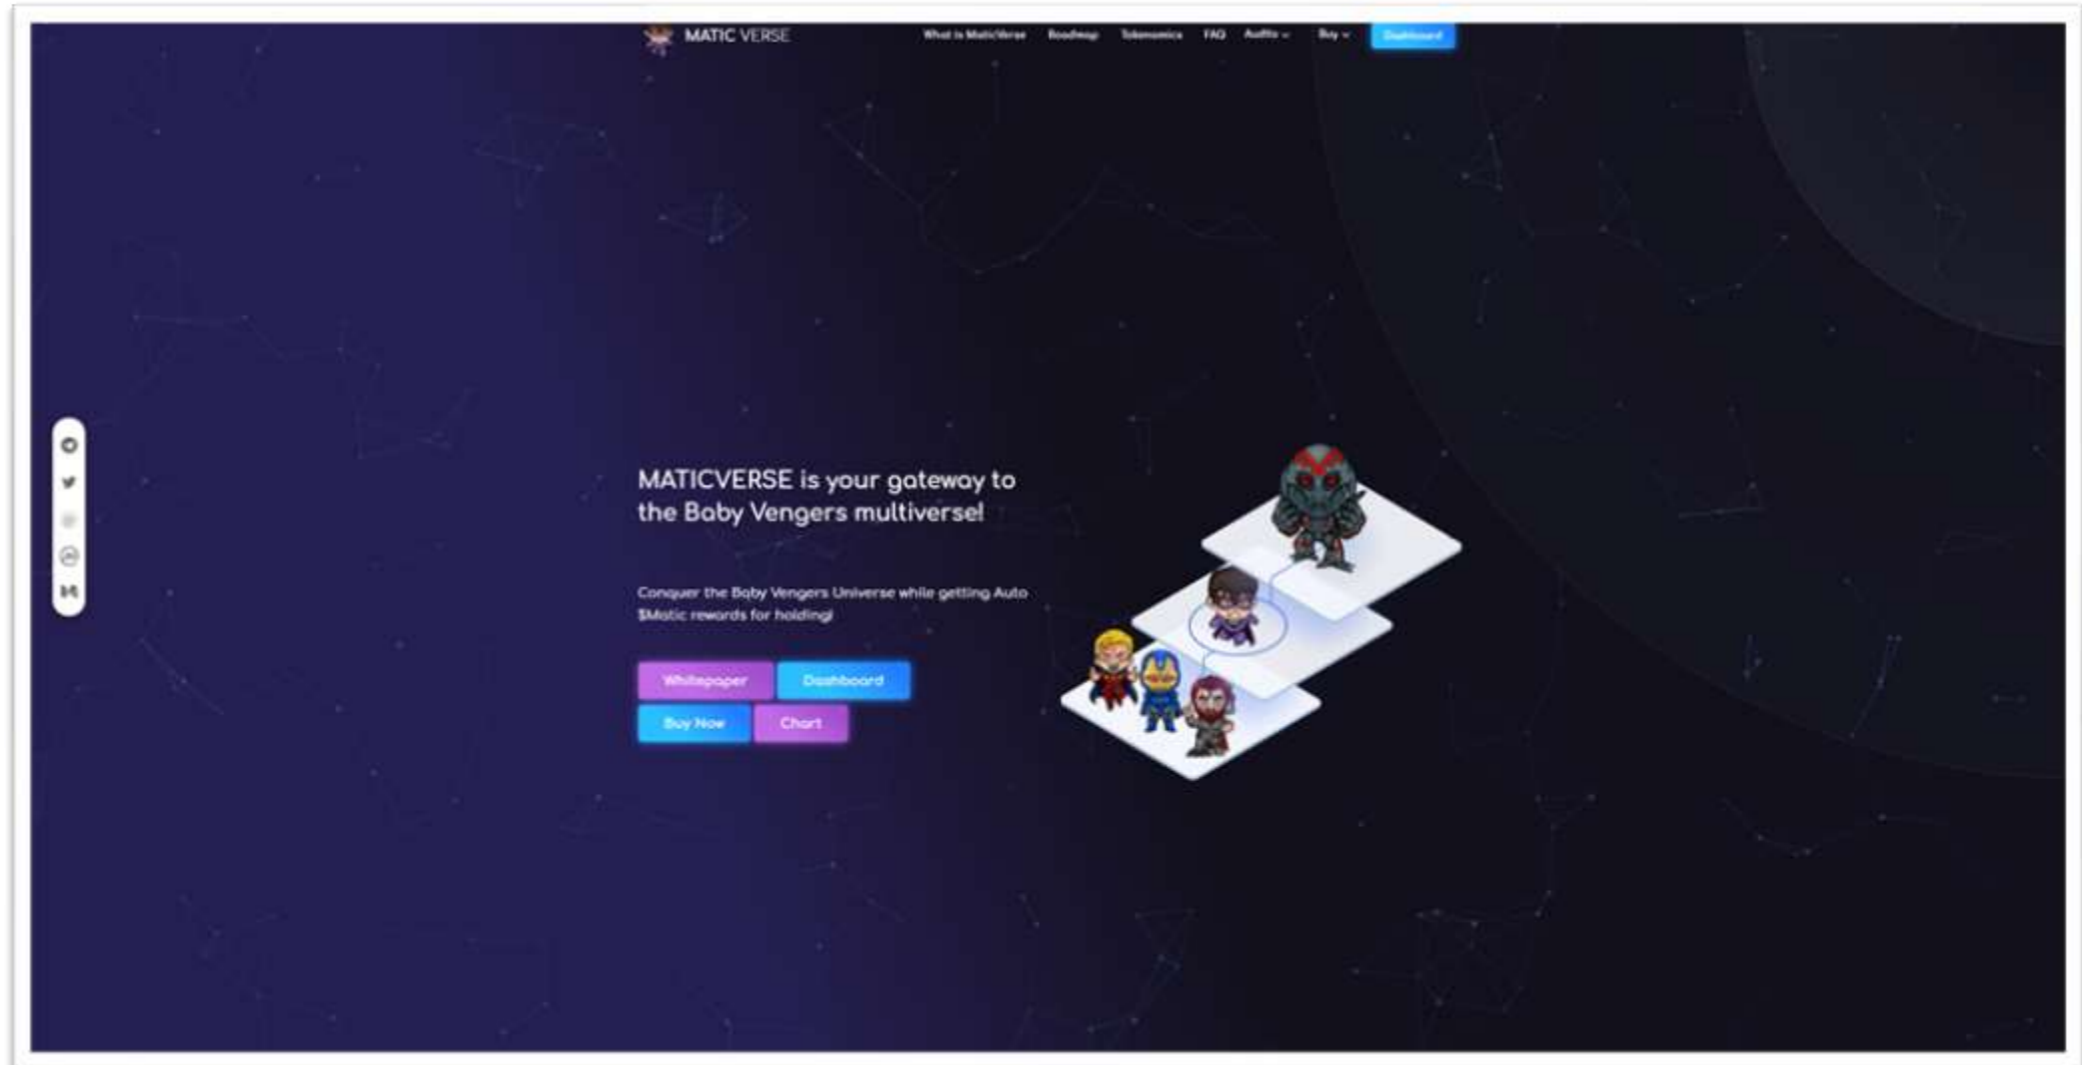 MATIC VERSE
What is MaticVerse Roadmap Tokenomics FAQ Audits Buy Dashboard
MATICVERSE is your gateway to
the Baby Vengers multiverse!
Conquer the Baby Vengers Universe while getting Auto
$Matic rewards for holding!
Whitepaper Dashboard
Buy Now Chart